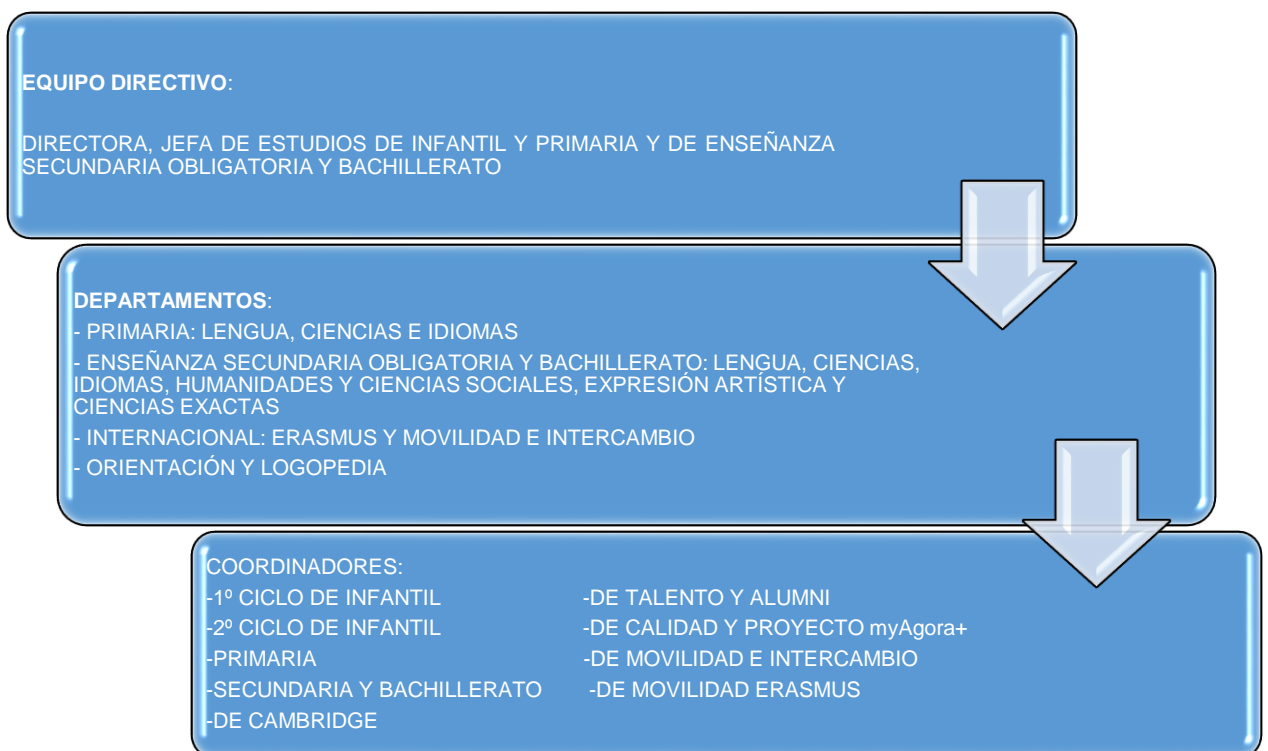 EQUIPO DIRECTIVO:
DIRECTORA, JEFA DE ESTUDIOS DE INFANTIL Y PRIMARIA Y DE ENSEÑANZA
SECUNDARIA OBLIGATORIA Y BACHILLERATO
DEPARTAMENTOS:
- PRIMARIA: LENGUA, CIENCIAS E IDIOMAS
- ENSEÑANZA SECUNDARIA OBLIGATORIA Y BACHILLERATO: LENGUA, CIENCIAS,
IDIOMAS, HUMANIDADES Y CIENCIAS SOCIALES, EXPRESIÓN ARTÍSTICA Y
CIENCIAS EXACTAS
- INTERNACIONAL: ERASMUS Y MOVILIDAD E INTERCAMBIO
- ORIENTACIÓN Y LOGOPEDIA
COORDINADORES:
-1º CICLO DE INFANTIL -DE TALENTO Y ALUMNI
-2º CICLO DE INFANTIL -DE CALIDAD Y PROYECTO myAgora+
-PRIMARIA -DE MOVILIDAD E INTERCAMBIO
-SECUNDARIA Y BACHILLERATO -DE MOVILIDAD ERASMUS
-DE CAMBRIDGE